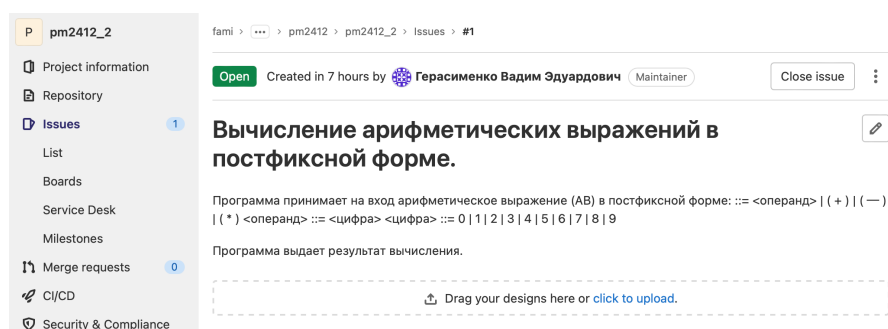 P pm2412_2
fami > ... > pm2412 > pm2412_2 > Issues > #1
Project information
Repository
Issues 1
List
Boards
Service Desk
Milestones
Merge requests 0
CI/CD
Security & Compliance
Open Created in 7 hours by Герасименко Вадим Эдуардович Maintainer Close issue
Вычисление арифметических выражений в
постфиксной форме.
Программа принимает на вход арифметическое выражение (АВ) в постфиксной форме: ::= <операнд> | ( + ) | ( — )
| ( * ) <операнд> ::= <цифра> <цифра> ::= 0 | 1 | 2 | 3 | 4 | 5 | 6 | 7 | 8 | 9
Программа выдает результат вычисления.
Drag your designs here or click to upload.